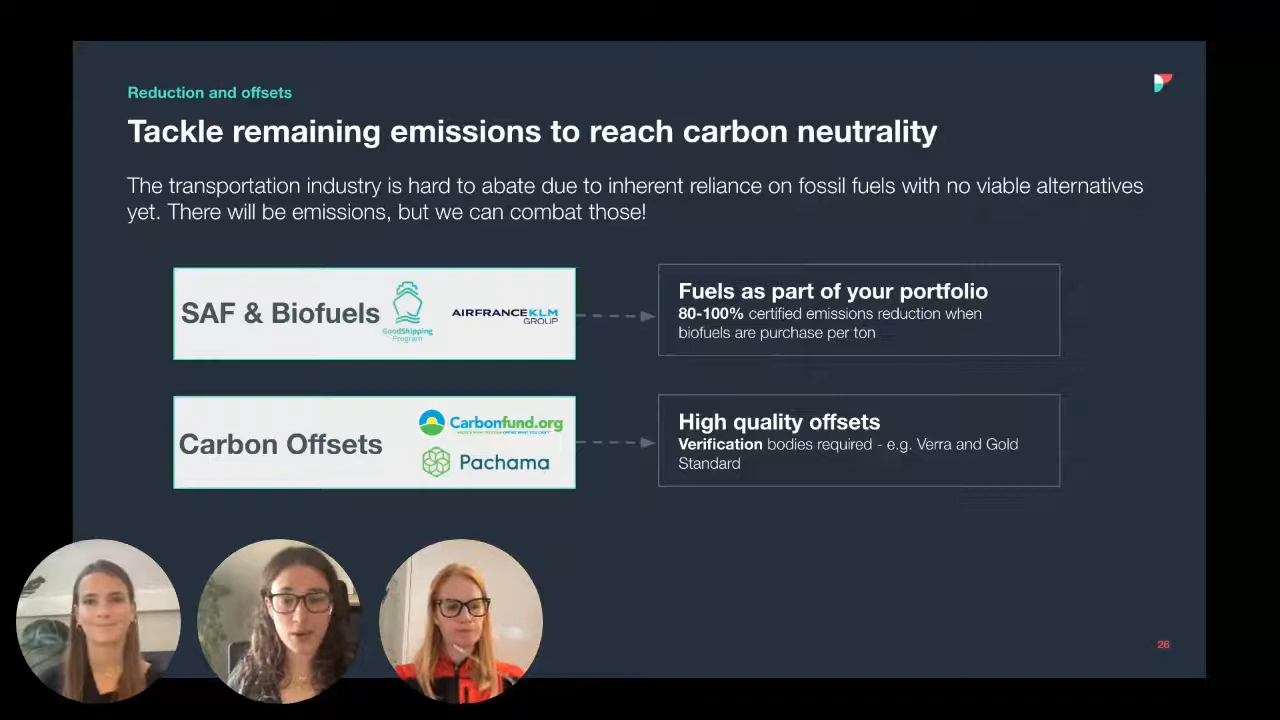 Reduction and offsets
Tackle remaining emissions to reach carbon neutrality
The transportation industry is hard to abate due to inherent reliance on fossil fuels with no viable alternatives
yet. There will be emissions, but we can combat those!
SAF & Biofuels
GoodShipping
Program
AIRFRANCEKLM
GROUP
Fuels as part of your portfolio
80-100% certified emissions reduction when
biofuels are purchase per ton
Carbon Offsets
Carbonfund.org
Pachama
High quality offsets
Verification bodies required - e.g. Verra and Gold
Standard
26